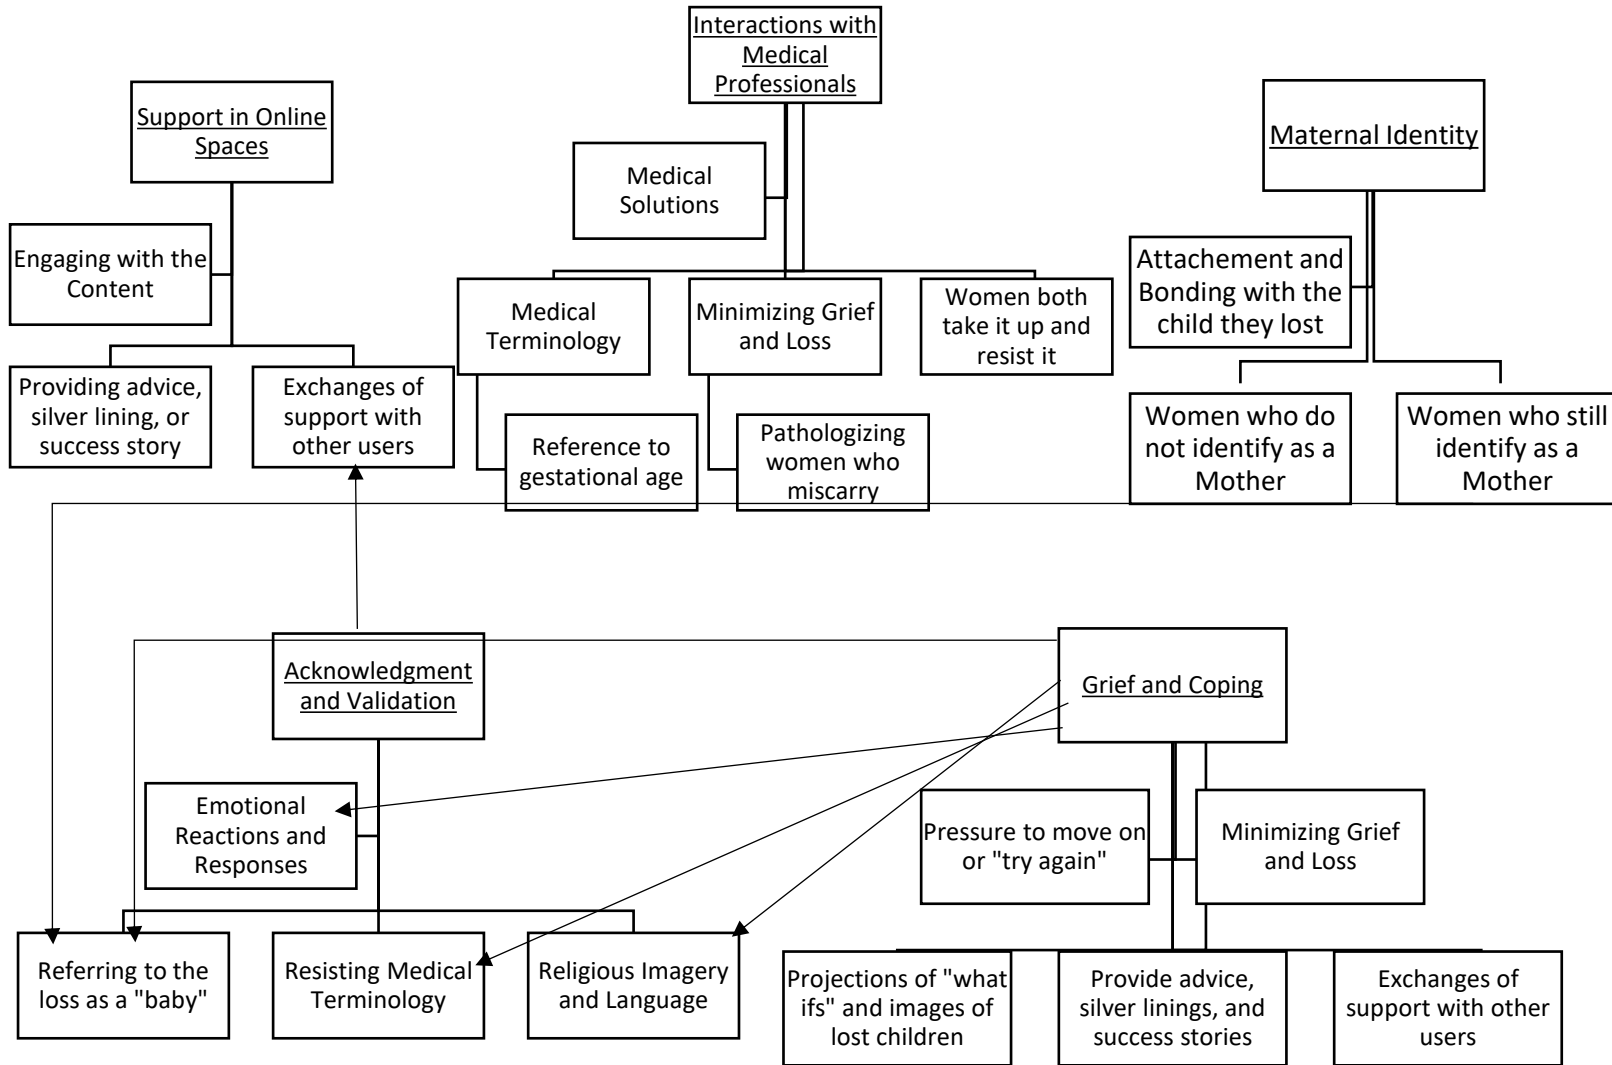 Interactions with
Medical
Professionals
Support in Online
Spaces
Maternal Identity
Medical
Solutions
Engaging with the
Content
Attachement and
Bonding with the
child they lost
Medical
Terminology
Minimizing Grief
and Loss
Women both
take it up and
resist it
Providing advice,
silver lining, or
success story
Exchanges of
support with
other users
Reference to
gestational age
Pathologizing
women who
miscarry
Women who do
not identify as a
Mother
Women who still
identify as a
Mother
Acknowledgment
and Validation
Grief and Coping
Emotional
Reactions and
Responses
Pressure to move on
or "try again"
Minimizing Grief
and Loss
Referring to the
loss as a "baby"
Resisting Medical
Terminology
Religious Imagery
and Language
Projections of "what
ifs" and images of
lost children
Provide advice,
silver linings, and
success stories
Exchanges of
support with other
users